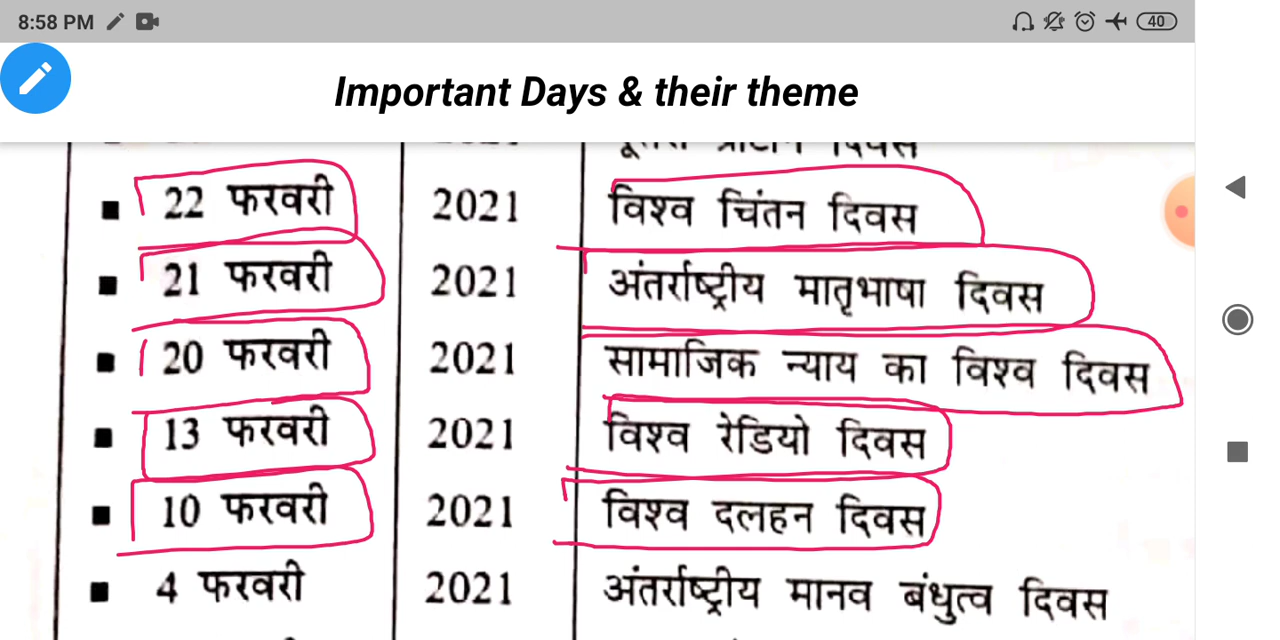 8:58 PM 40
Important Days & their theme
■ 22 फरवरी 2021 विश्व चिंतन दिवस
■ 21 फरवरी 2021 अंतर्राष्ट्रीय मातृभाषा दिवस
■ 20 फरवरी 2021 सामाजिक न्याय का विश्व दिवस
■ 13 फरवरी 2021 विश्व रेडियो दिवस
■ 10 फरवरी 2021 विश्व दलहन दिवस
■ 4 फरवरी 2021 अंतर्राष्ट्रीय मानव बंधुत्व दिवस